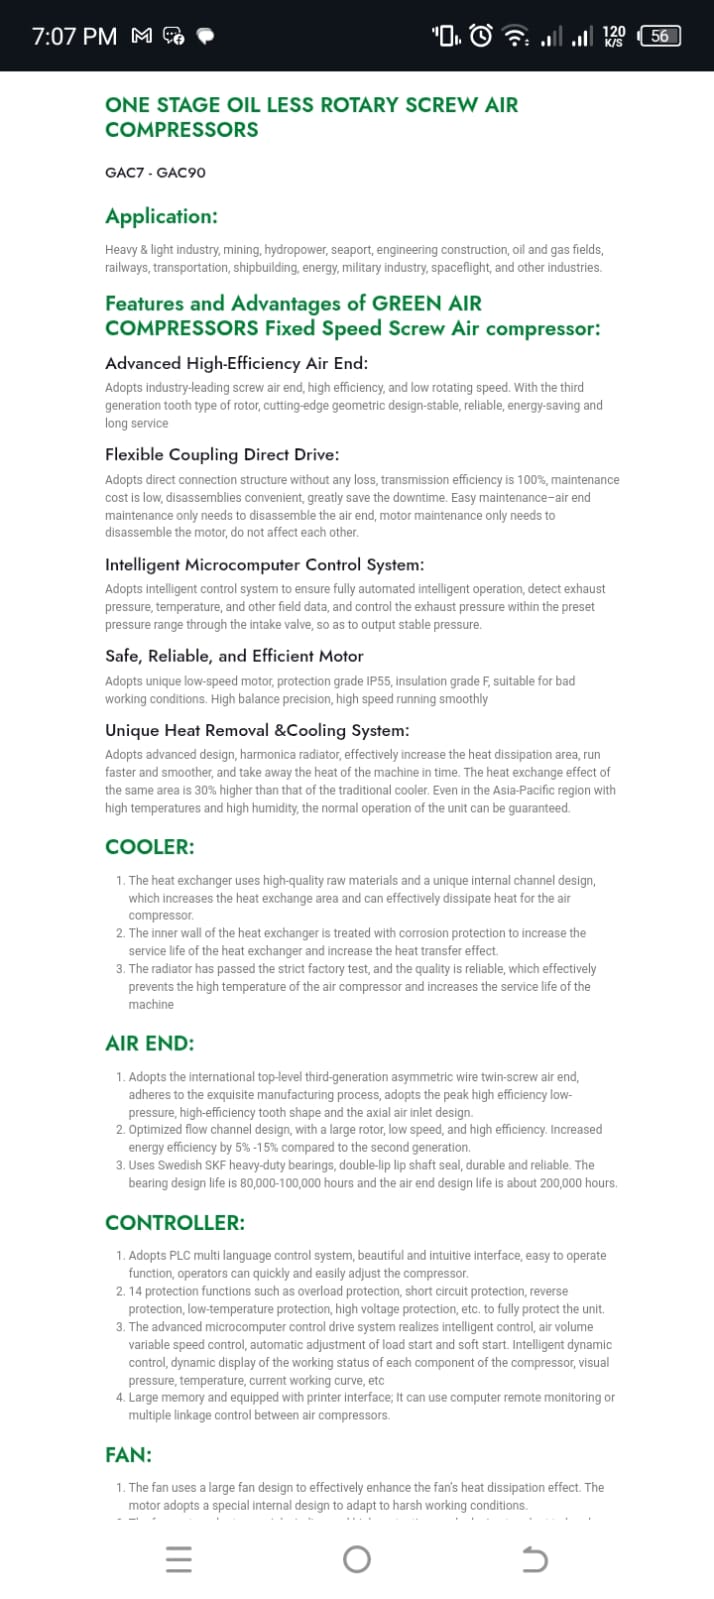 7:07 PM
120
K/S
56
ONE STAGE OIL LESS ROTARY SCREW AIR
COMPRESSORS
GAC7 - GAC90
Application:
Heavy & light industry, mining, hydropower, seaport, engineering construction, oil and gas fields,
railways, transportation, shipbuilding, energy, military industry, spaceflight, and other industries.
Features and Advantages of GREEN AIR
COMPRESSORS Fixed Speed Screw Air compressor:
Advanced High-Efficiency Air End:
Adopts industry-leading screw air end, high efficiency, and low rotating speed. With the third
generation tooth type of rotor, cutting-edge geometric design-stable, reliable, energy-saving and
long service
Flexible Coupling Direct Drive:
Adopts direct connection structure without any loss, transmission efficiency is 100%, maintenance
cost is low, disassemblies convenient, greatly save the downtime. Easy maintenance–air end
maintenance only needs to disassemble the air end, motor maintenance only needs to
disassemble the motor, do not affect each other.
Intelligent Microcomputer Control System:
Adopts intelligent control system to ensure fully automated intelligent operation, detect exhaust
pressure, temperature, and other field data, and control the exhaust pressure within the preset
pressure range through the intake valve, so as to output stable pressure.
Safe, Reliable, and Efficient Motor
Adopts unique low-speed motor, protection grade IP55, insulation grade F, suitable for bad
working conditions. High balance precision, high speed running smoothly
Unique Heat Removal &Cooling System:
Adopts advanced design, harmonica radiator, effectively increase the heat dissipation area, run
faster and smoother, and take away the heat of the machine in time. The heat exchange effect of
the same area is 30% higher than that of the traditional cooler. Even in the Asia-Pacific region with
high temperatures and high humidity, the normal operation of the unit can be guaranteed.
COOLER:
1. The heat exchanger uses high-quality raw materials and a unique internal channel design,
which increases the heat exchange area and can effectively dissipate heat for the air
compressor.
2. The inner wall of the heat exchanger is treated with corrosion protection to increase the
service life of the heat exchanger and increase the heat transfer effect.
3. The radiator has passed the strict factory test, and the quality is reliable, which effectively
prevents the high temperature of the air compressor and increases the service life of the
machine
AIR END:
1. Adopts the international top-level third-generation asymmetric wire twin-screw air end,
adheres to the exquisite manufacturing process, adopts the peak high efficiency low-
pressure, high-efficiency tooth shape and the axial air inlet design.
2. Optimized flow channel design, with a large rotor, low speed, and high efficiency. Increased
energy efficiency by 5% -15% compared to the second generation.
3. Uses Swedish SKF heavy-duty bearings, double-lip lip shaft seal, durable and reliable. The
bearing design life is 80,000-100,000 hours and the air end design life is about 200,000 hours.
CONTROLLER:
1. Adopts PLC multi language control system, beautiful and intuitive interface, easy to operate
function, operators can quickly and easily adjust the compressor.
2. 14 protection functions such as overload protection, short circuit protection, reverse
protection, low-temperature protection, high voltage protection, etc. to fully protect the unit.
3. The advanced microcomputer control drive system realizes intelligent control, air volume
variable speed control, automatic adjustment of load start and soft start. Intelligent dynamic
control, dynamic display of the working status of each component of the compressor, visual
pressure, temperature, current working curve, etc
4. Large memory and equipped with printer interface; It can use computer remote monitoring or
multiple linkage control between air compressors.
FAN:
1. The fan uses a large fan design to effectively enhance the fan's heat dissipation effect. The
motor adopts a special internal design to adapt to harsh working conditions.